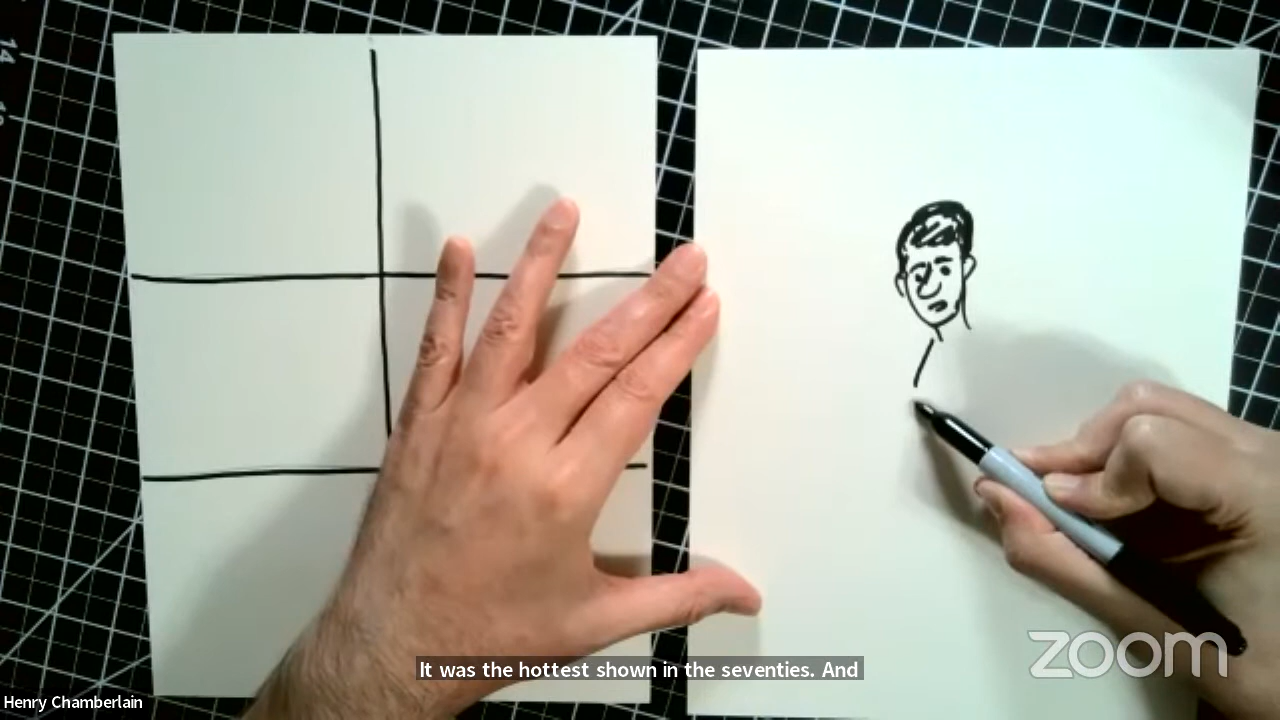 It was the hottest shown in the seventies. And
zoom
Henry Chamberlain